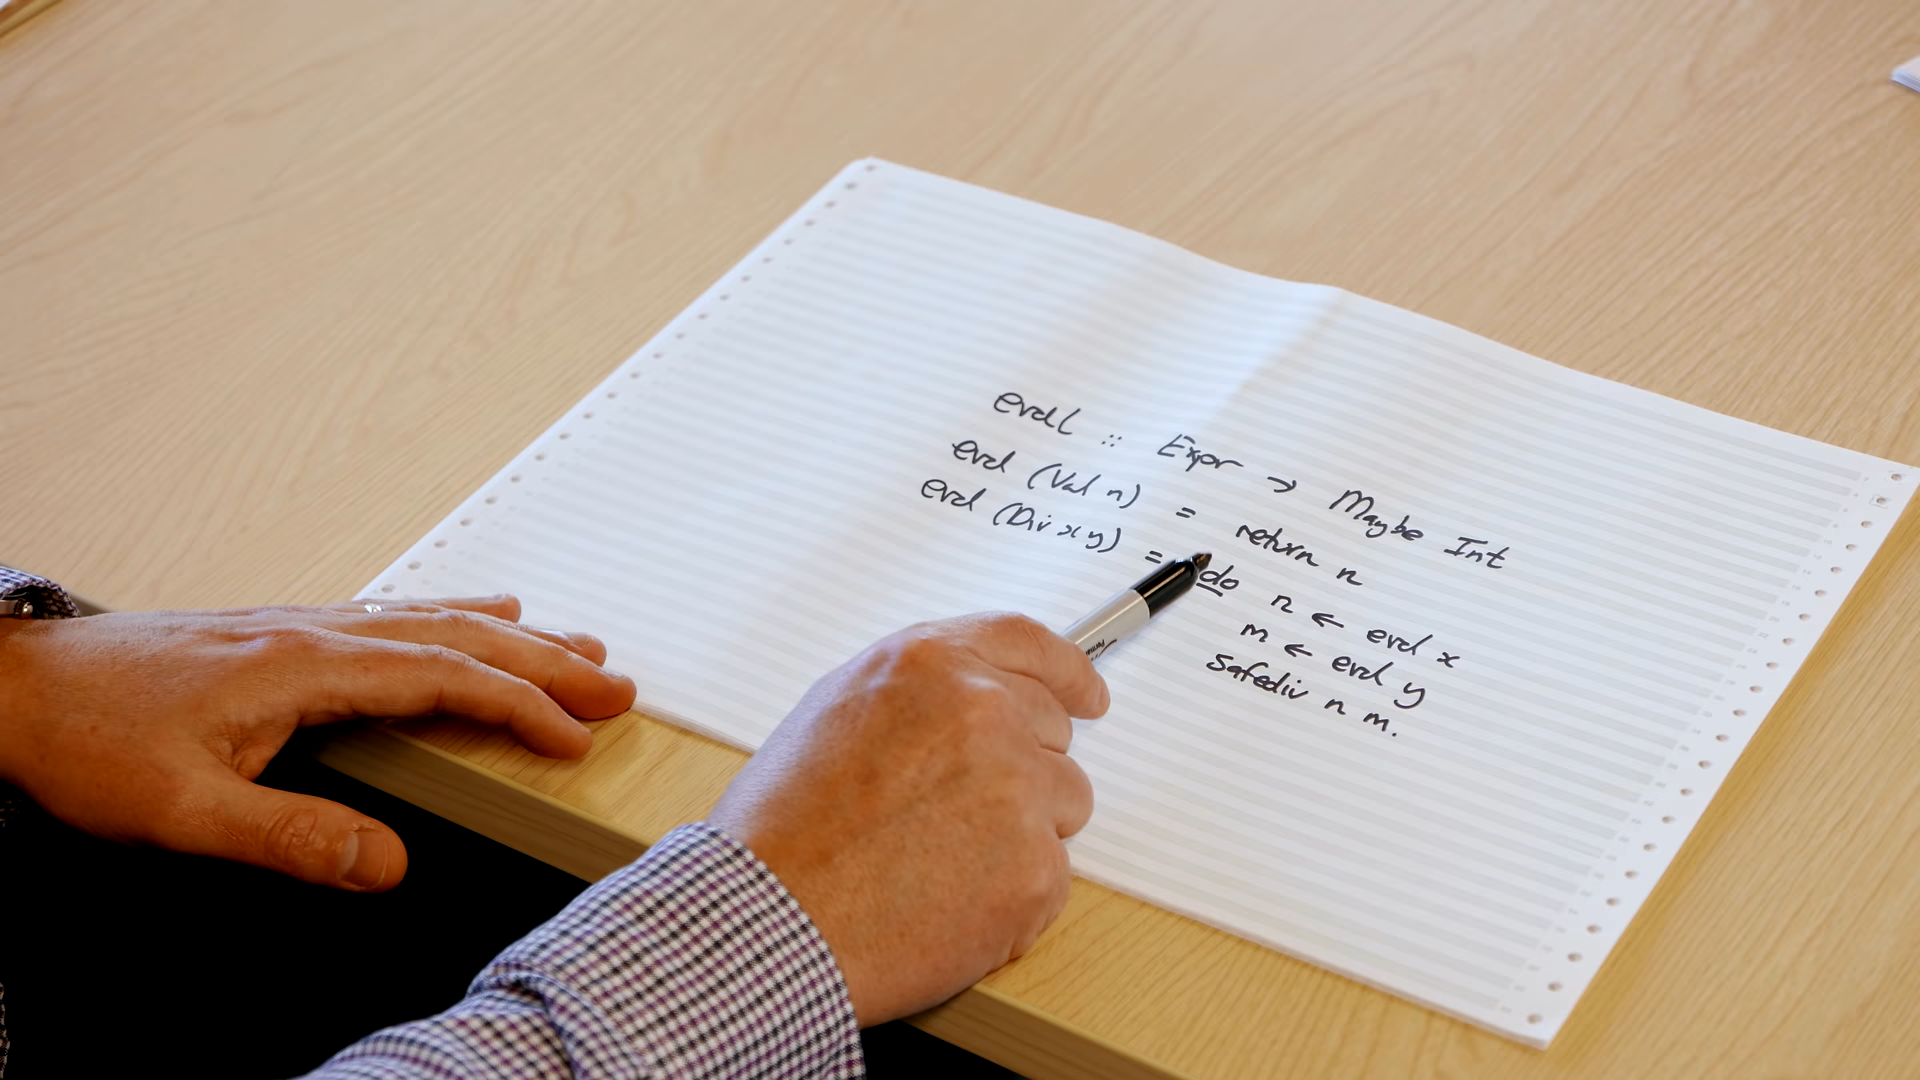 eval :: Expr → Maybe Int
eval (Val n) = return n
eval (Div x y) = do n ← eval x
m ← eval y
safediv n m.